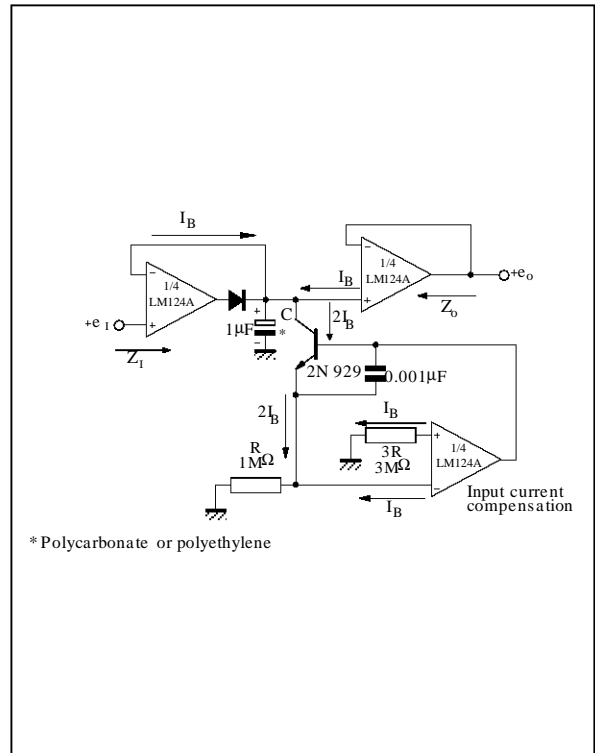 I_B
1/4
LM124A
+e_I
Z_I
C
1µF
*
+
−
I_B
2I_B
1/4
LM124A
+e_o
Z_o
2N 929
0.001µF
2I_B
I_B
R
1MΩ
3R
3MΩ
1/4
LM124A
I_B
Input current
compensation
* Polycarbonate or polyethylene